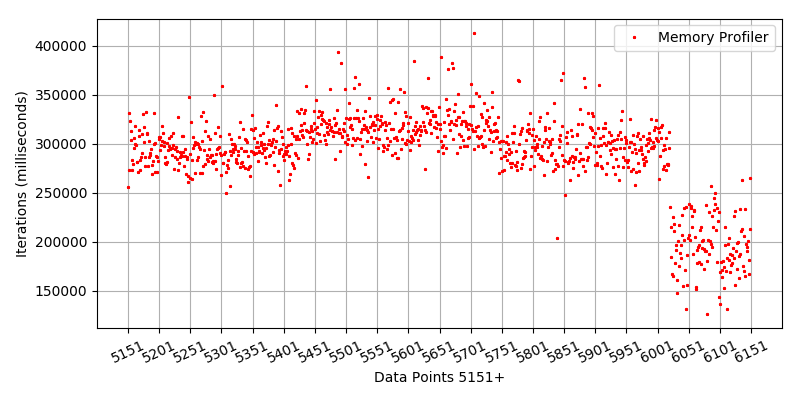 Memory Profiler
400000
350000
300000
250000
200000
150000
Iterations (milliseconds)
5151 5201 5251 5301 5351 5401 5451 5501 5551 5601 5651 5701 5751 5801 5851 5901 5951 6001 6051 6101 6151
Data Points 5151+